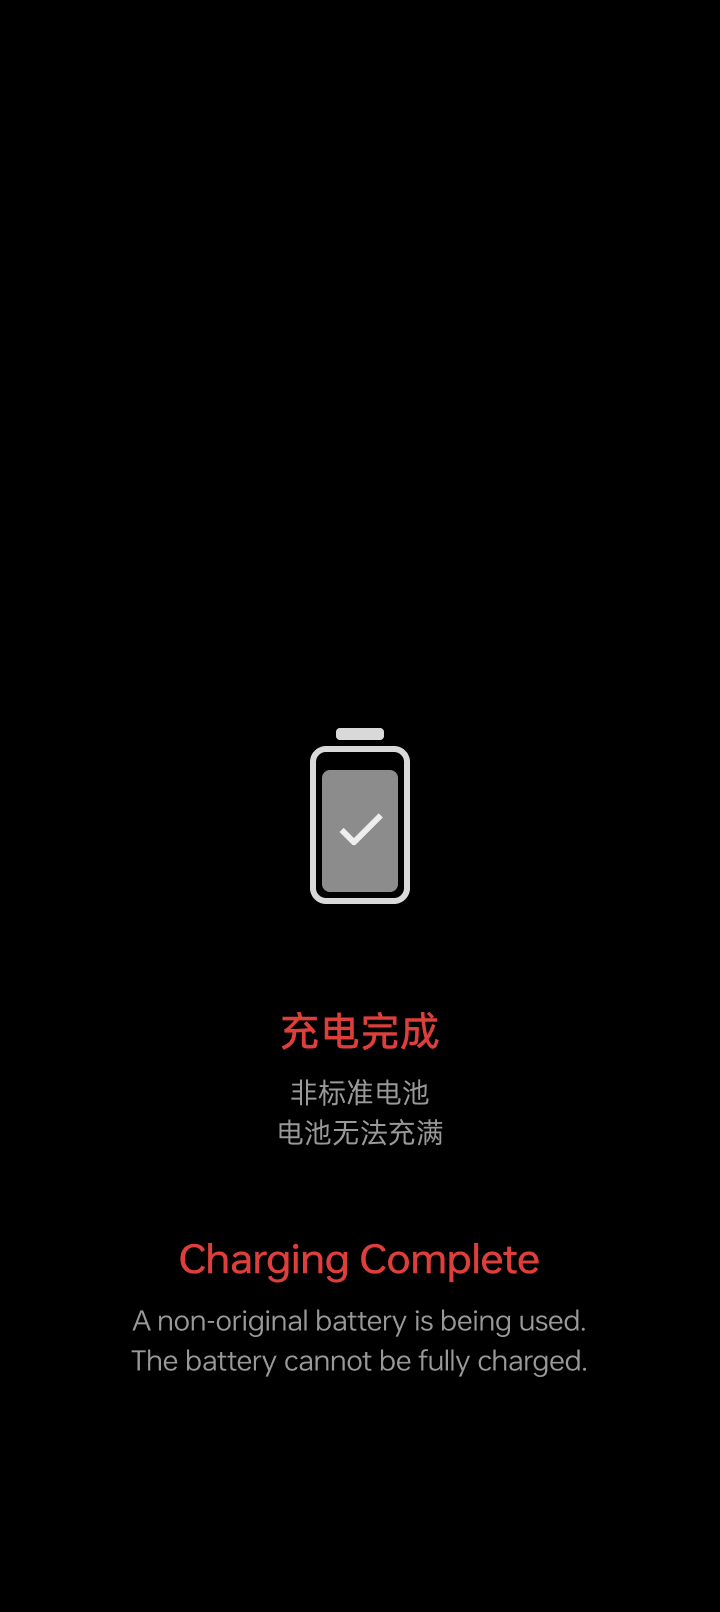 充电完成
非标准电池
电池无法充满
Charging Complete
A non-original battery is being used.
The battery cannot be fully charged.